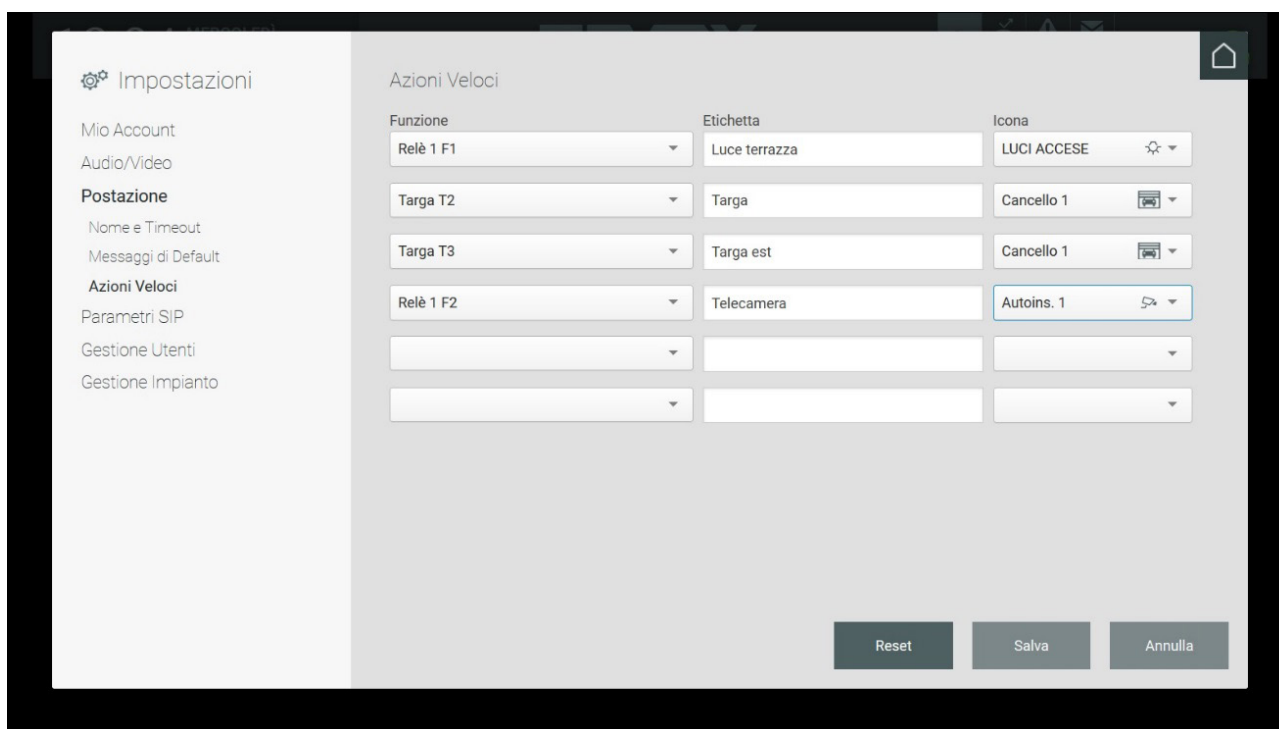 Impostazioni
Mio Account
Audio/Video
Postazione
Nome e Timeout
Messaggi di Default
Azioni Veloci
Parametri SIP
Gestione Utenti
Gestione Impianto
Azioni Veloci
Funzione Etichetta Icona
Relè 1 F1 Luce terrazza LUCI ACCESE
Targa T2 Targa Cancello 1
Targa T3 Targa est Cancello 1
Relè 1 F2 Telecamera Autoins. 1
Reset Salva Annulla